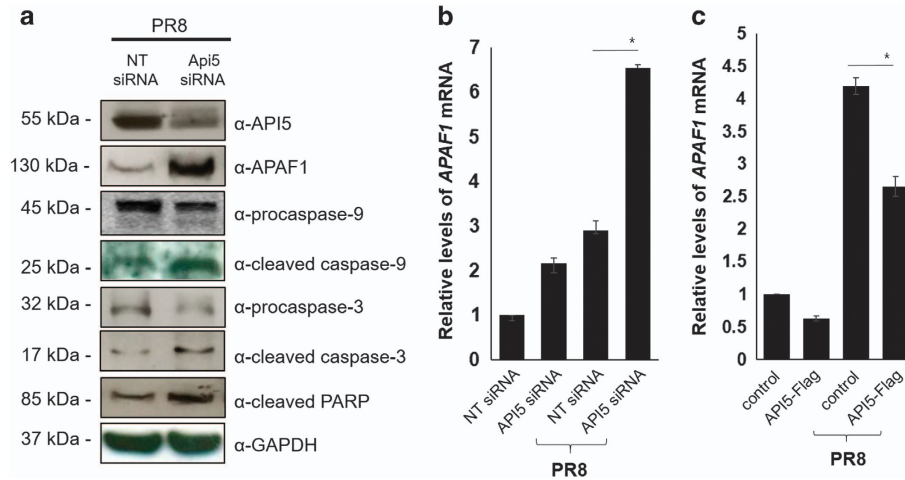 a
PR8
NT siRNA
Api5 siRNA
55 kDa -
α-API5
130 kDa -
α-APAF1
45 kDa -
α-procaspase-9
25 kDa -
α-cleaved caspase-9
32 kDa -
α-procaspase-3
17 kDa -
α-cleaved caspase-3
85 kDa -
α-cleaved PARP
37 kDa -
α-GAPDH
b
Relative levels of APAF1 mRNA
7
6
5
4
3
2
1
0
*
NT siRNA
API5 siRNA
NT siRNA
API5 siRNA
PR8
c
Relative levels of APAF1 mRNA
4.5
4
3.5
3
2.5
2
1.5
1
0.5
0
*
control
API5-Flag
control
API5-Flag
PR8